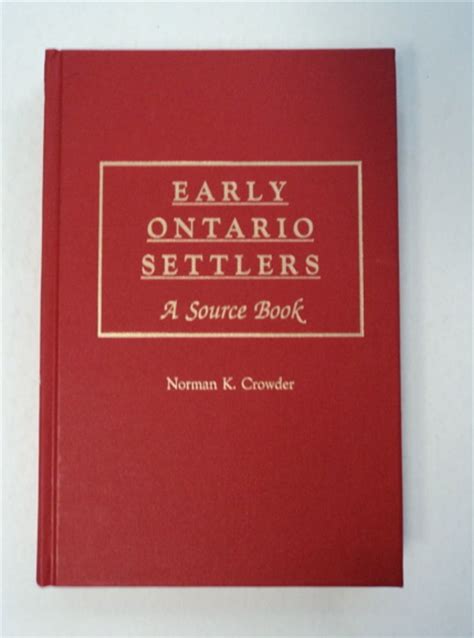 EARLY
ONTARIO
SETTLERS
A Source Book
Norman K. Crowder